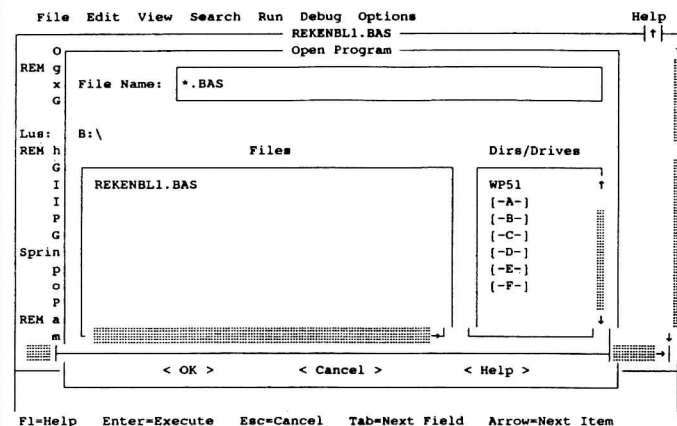 File Edit View Search Run Debug Options Help
REKENBL1.BAS
Open Program
o
REM g
x
G
File Name: *.BAS
Lus:
B:\
REM h
G
I
I
P
G
Sprin
p
o
P
REM a
m
Files
Dirs/Drives
REKENBL1.BAS
WP51
[-A-]
[-B-]
[-C-]
[-D-]
[-E-]
[-F-]
< OK > < Cancel > < Help >
F1=Help Enter=Execute Esc=Cancel Tab=Next Field Arrow=Next Item